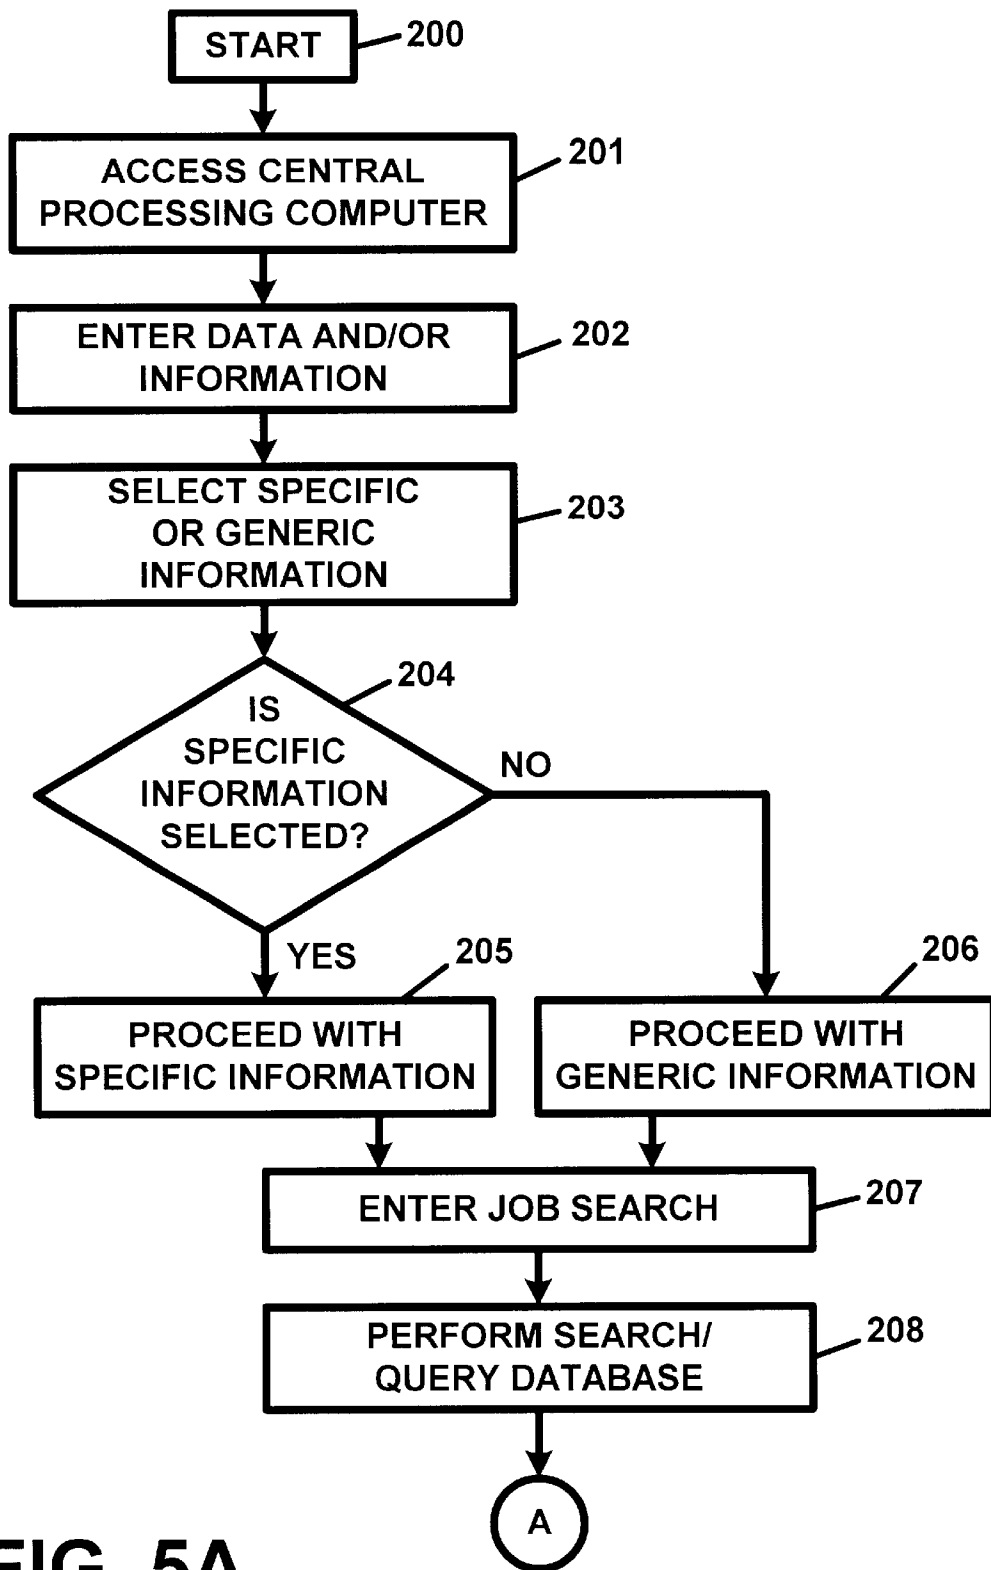 START
200
ACCESS CENTRAL
PROCESSING COMPUTER
201
ENTER DATA AND/OR
INFORMATION
202
SELECT SPECIFIC
OR GENERIC
INFORMATION
203
IS
SPECIFIC
INFORMATION
SELECTED?
204
NO
YES
205
206
PROCEED WITH
SPECIFIC INFORMATION
PROCEED WITH
GENERIC INFORMATION
ENTER JOB SEARCH
207
PERFORM SEARCH/
QUERY DATABASE
208
A
FIG. 5A